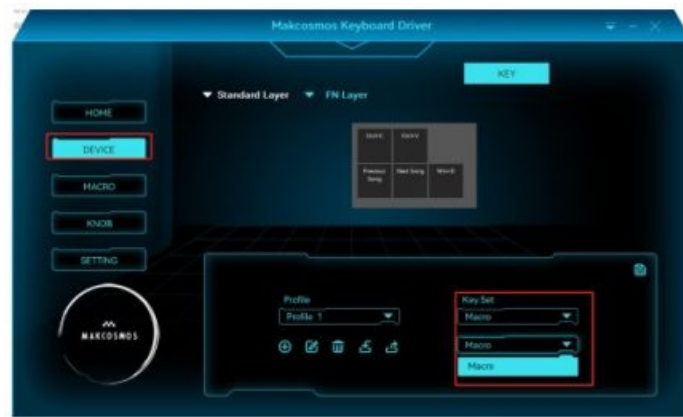 Makcosmos Keyboard Driver
KEY
Standard Layer FN Layer
HOME
DEVICE
MACRO
KNOB
SETTING
Previous Song
Next Song
Win+D
Profile
Profile 1
Key Set
Macro
Macro
Macro
MAKCOSMOS